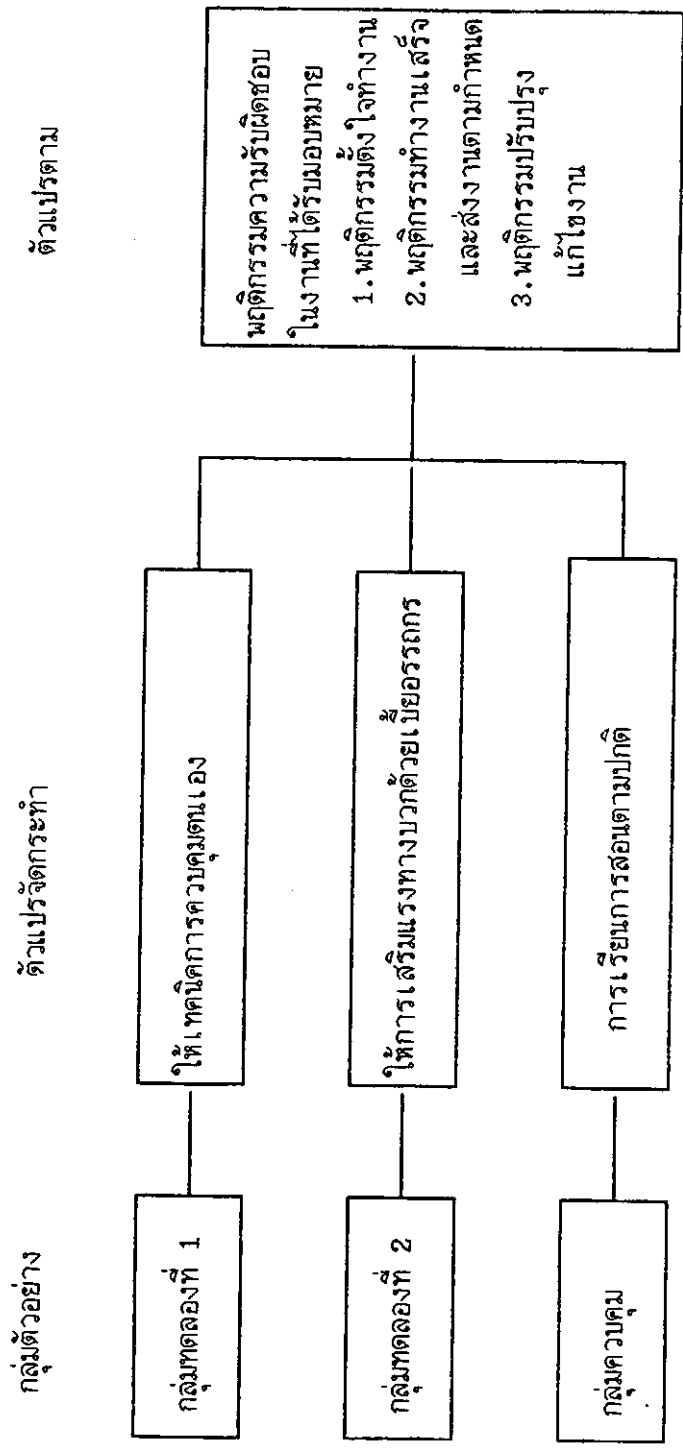 กลุ่มตัวอย่าง
ตัวแปรจัดกระทำ
ตัวแปรตาม
กลุ่มทดลองที่ 1
ให้เทคนิคการควบคุมตนเอง
กลุ่มทดลองที่ 2
ให้การเสริมแรงทางบวกด้วยเบี้ยอรรถกร
กลุ่มควบคุม
การเรียนการสอนตามปกติ
พฤติกรรมความรับผิดชอบ
ในงานที่ได้รับมอบหมาย
1.พฤติกรรมตั้งใจทำงาน
2.พฤติกรรมทำงานเสร็จ
และส่งงานตามกำหนด
3.พฤติกรรมปรับปรุง
แก้ไขงาน